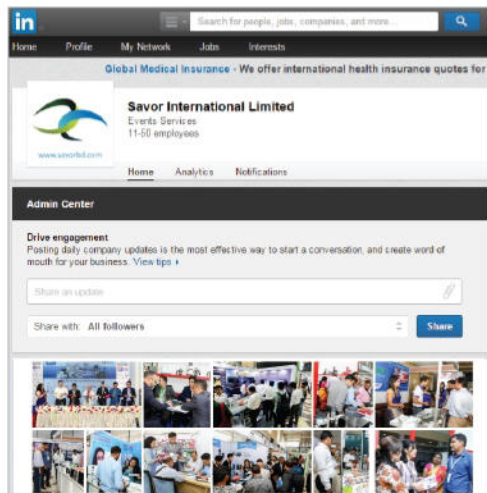 in
Search for people, jobs, companies, and more...
Home Profile My Network Jobs Interests
Global Medical Insurance - We offer international health insurance quotes for
Savor International Limited
Events Services
11-50 employees
www.savorbd.com
Home Analytics Notifications
Admin Center
Drive engagement
Posting daily company updates is the most effective way to start a conversation, and create word of
mouth for your business. View tips
Share an update
Share with: All followers
Share